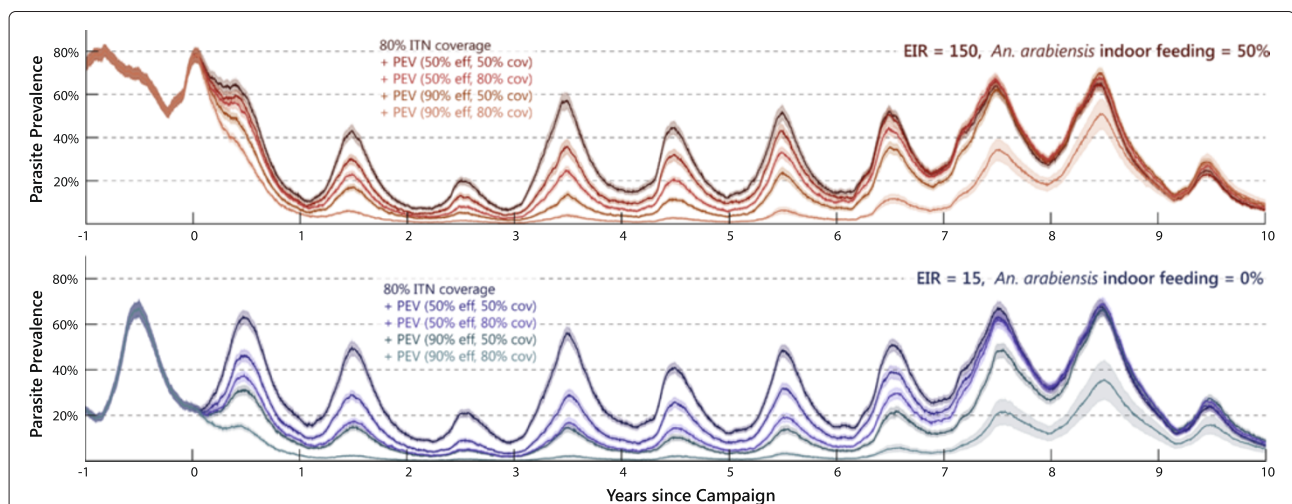 80% ITN coverage
+ PEV (50% eff, 50% cov)
+ PEV (50% eff, 80% cov)
+ PEV (90% eff, 50% cov)
+ PEV (90% eff, 80% cov)
EIR = 150, An. arabiensis indoor feeding = 50%
Parasite Prevalence
80%
60%
40%
20%
-1 0 1 2 3 4 5 6 7 8 9 10
80% ITN coverage
+ PEV (50% eff, 50% cov)
+ PEV (50% eff, 80% cov)
+ PEV (90% eff, 50% cov)
+ PEV (90% eff, 80% cov)
EIR = 15, An. arabiensis indoor feeding = 0%
Parasite Prevalence
80%
60%
40%
20%
-1 0 1 2 3 4 5 6 7 8 9 10
Years since Campaign